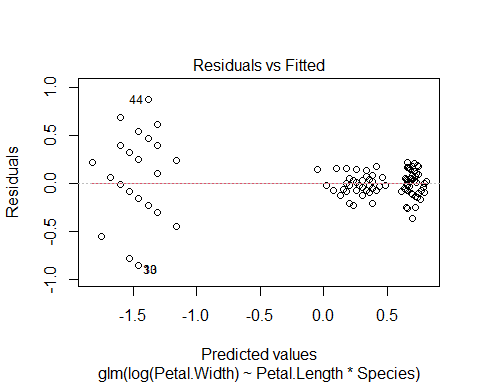 Residuals vs Fitted
Residuals
1.0
0.5
0.0
-0.5
-1.0
44
33
-1.5 -1.0 -0.5 0.0 0.5
Predicted values
glm(log(Petal.Width) ~ Petal.Length * Species)